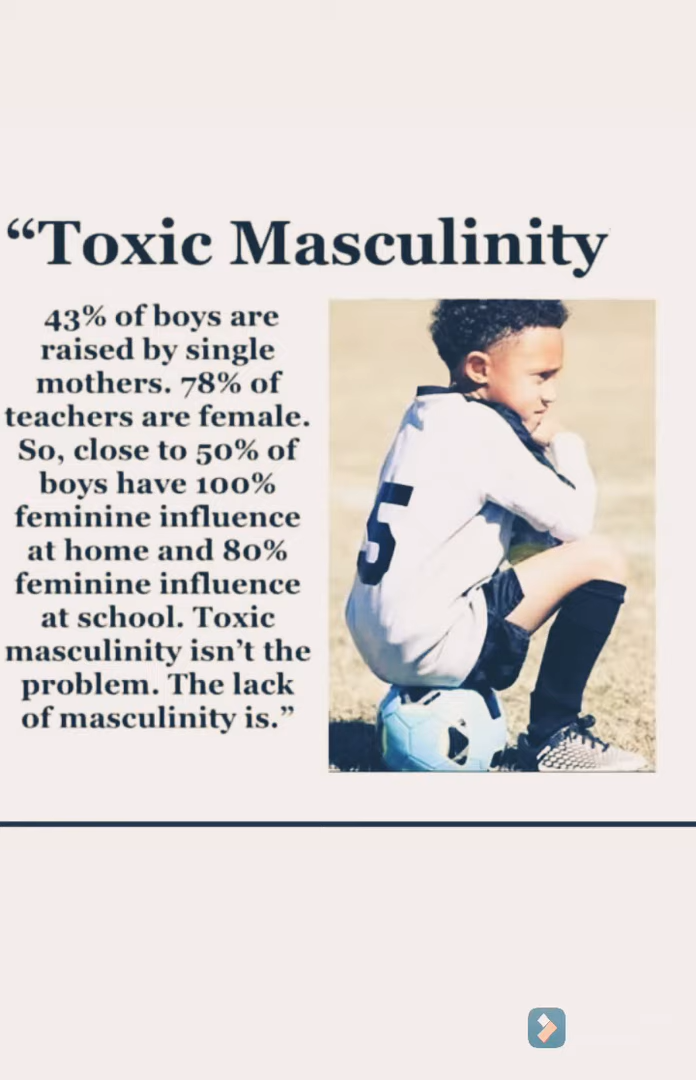 “Toxic Masculinity
43% of boys are
raised by single
mothers. 78% of
teachers are female.
So, close to 50% of
boys have 100%
feminine influence
at home and 80%
feminine influence
at school. Toxic
masculinity isn’t the
problem. The lack
of masculinity is.”
5